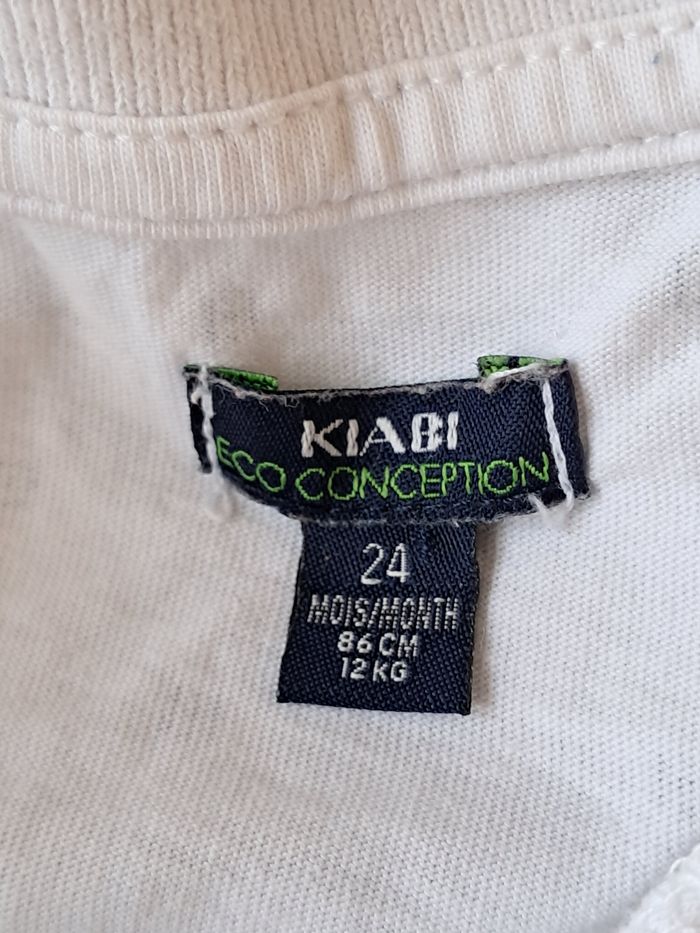 KIABI
ECO CONCEPTION
24
MOIS/MONTH
86 CM
12 KG